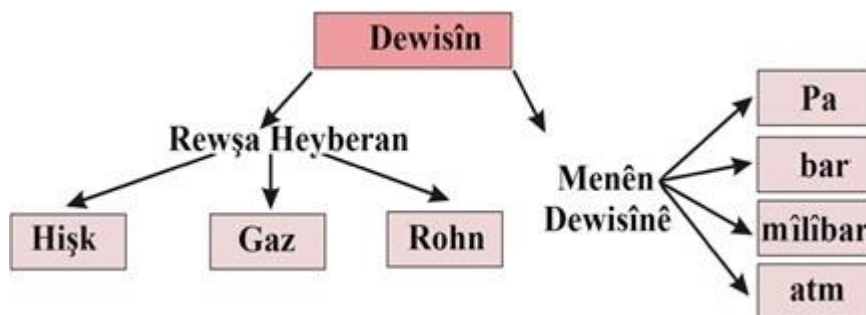 Dewisîn
Rewşa Heyberan
Hişk
Gaz
Rohn
Menên
Dewisînê
Pa
bar
mîlîbar
atm